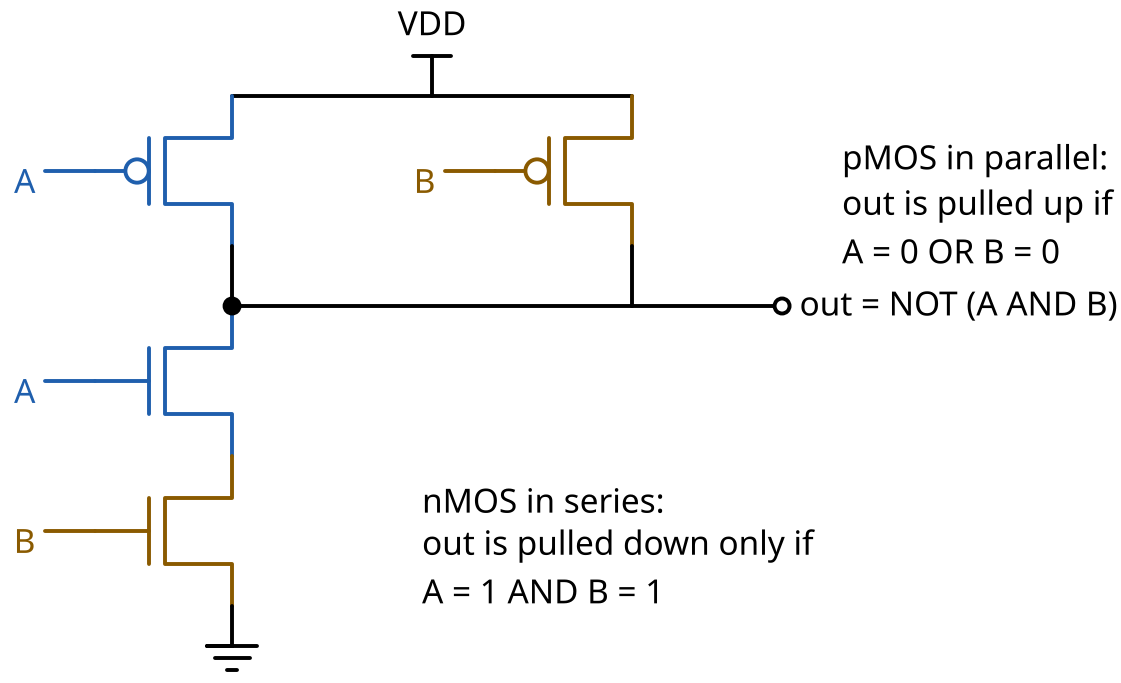 VDD
A
B
pMOS in parallel:
out is pulled up if
A = 0 OR B = 0
out = NOT (A AND B)
A
B
nMOS in series:
out is pulled down only if
A = 1 AND B = 1